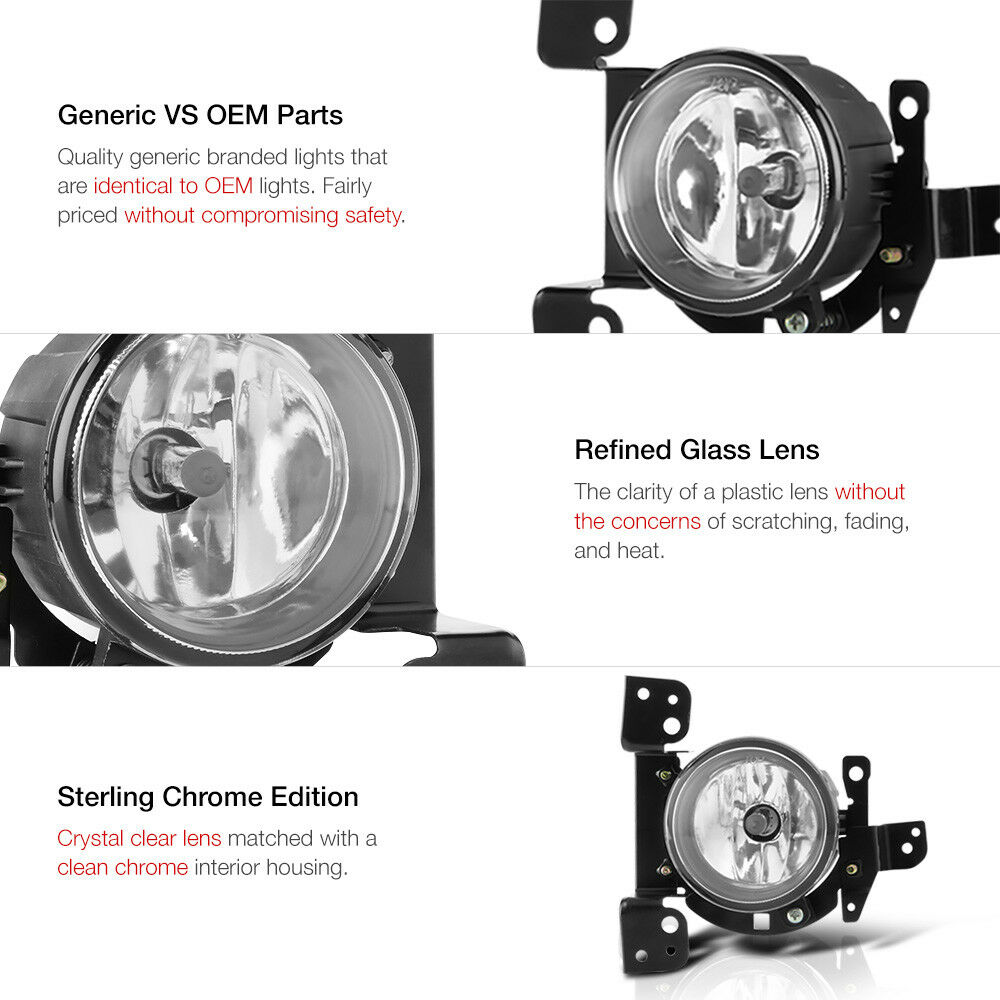 Generic VS OEM Parts
Quality generic branded lights that
are identical to OEM lights. Fairly
priced without compromising safety.
Refined Glass Lens
The clarity of a plastic lens without
the concerns of scratching, fading,
and heat.
Sterling Chrome Edition
Crystal clear lens matched with a
clean chrome interior housing.